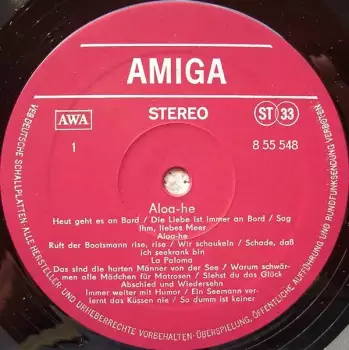 AMIGA
AWA
STEREO
ST 33
1
8 55 548
Aloa-he
Heut geht es an Bord / Die Liebe ist immer an Bord / Sag
ihm, liebes Meer
Aloa-he
Ruft der Bootsmann rise, rise / Wir schaukeln / Schade, daß
ich seekrank bin
La Paloma
Das sind die harten Männer von der See / Warum schwär-
men alle Mädchen für Matrosen / Siehst du das Glück
Abschied und Wiedersehn
Immer weiter mit Humor / Ein Seemann ver-
lernt das Küssen nie / So dumm ist keiner
VEB DEUTSCHE SCHALLPLATTEN · ALLE HERSTELLER- UND URHEBERRECHTE VORBEHALTEN · ÜBERSPIELUNG, ÖFFENTLICHE AUFFÜHRUNG UND RUNDFUNKSENDUNG VERBOTEN